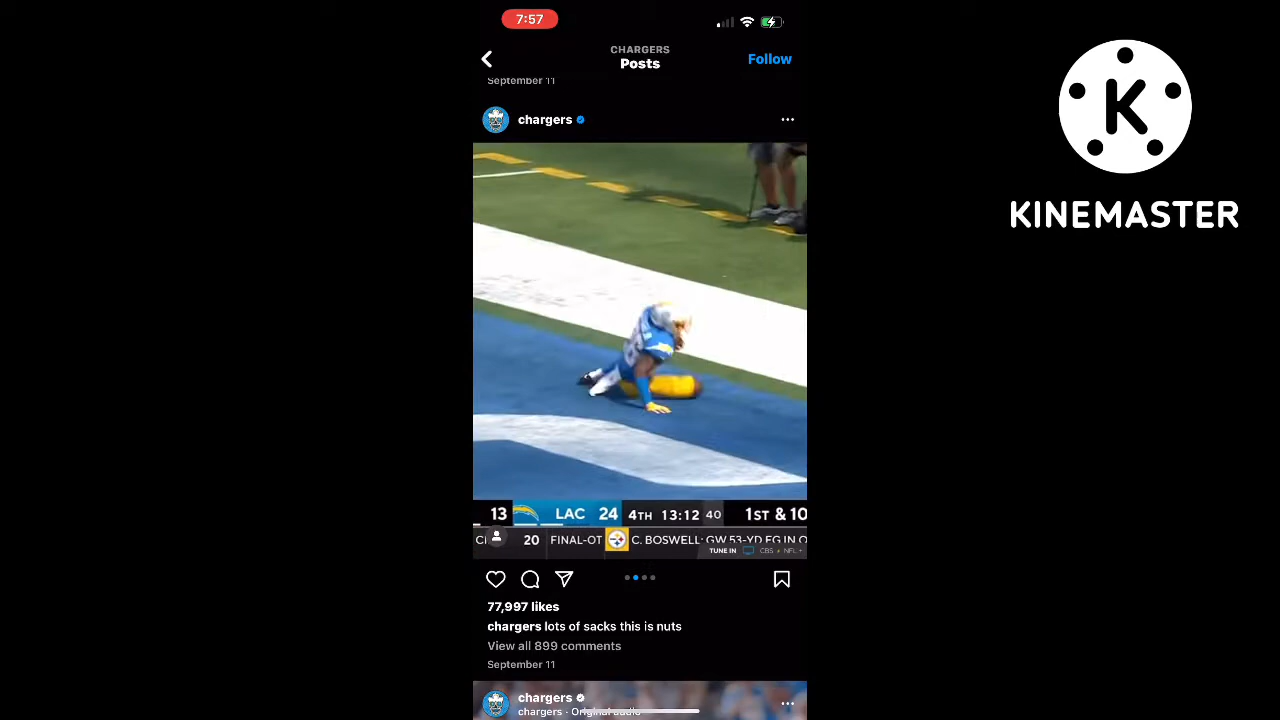 7:57
CHARGERS
Posts
Follow
September 11
chargers
13 LAC 24 4TH 13:12 40 1ST & 10
20 FINAL-OT C. BOSWELL: GW 53-YD FG IN
TUNE IN CBS NFL+
77,997 likes
chargers lots of sacks this is nuts
View all 899 comments
September 11
chargers
chargers · Original audio
K
KINEMASTER